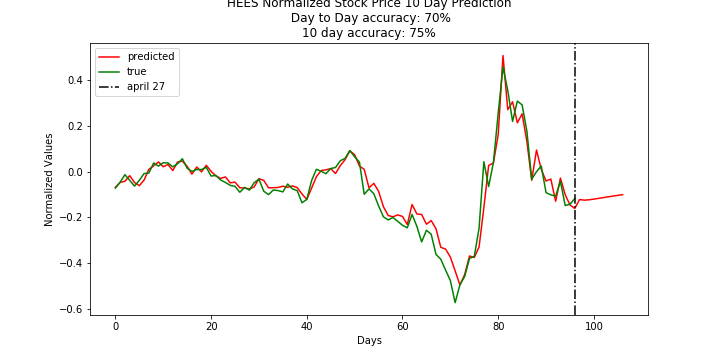 HEES Normalized Stock Price 10 Day Prediction
Day to Day accuracy: 70%
10 day accuracy: 75%
predicted
true
april 27
Normalized Values
0.4
0.2
0.0
−0.2
−0.4
−0.6
0 20 40 60 80 100
Days